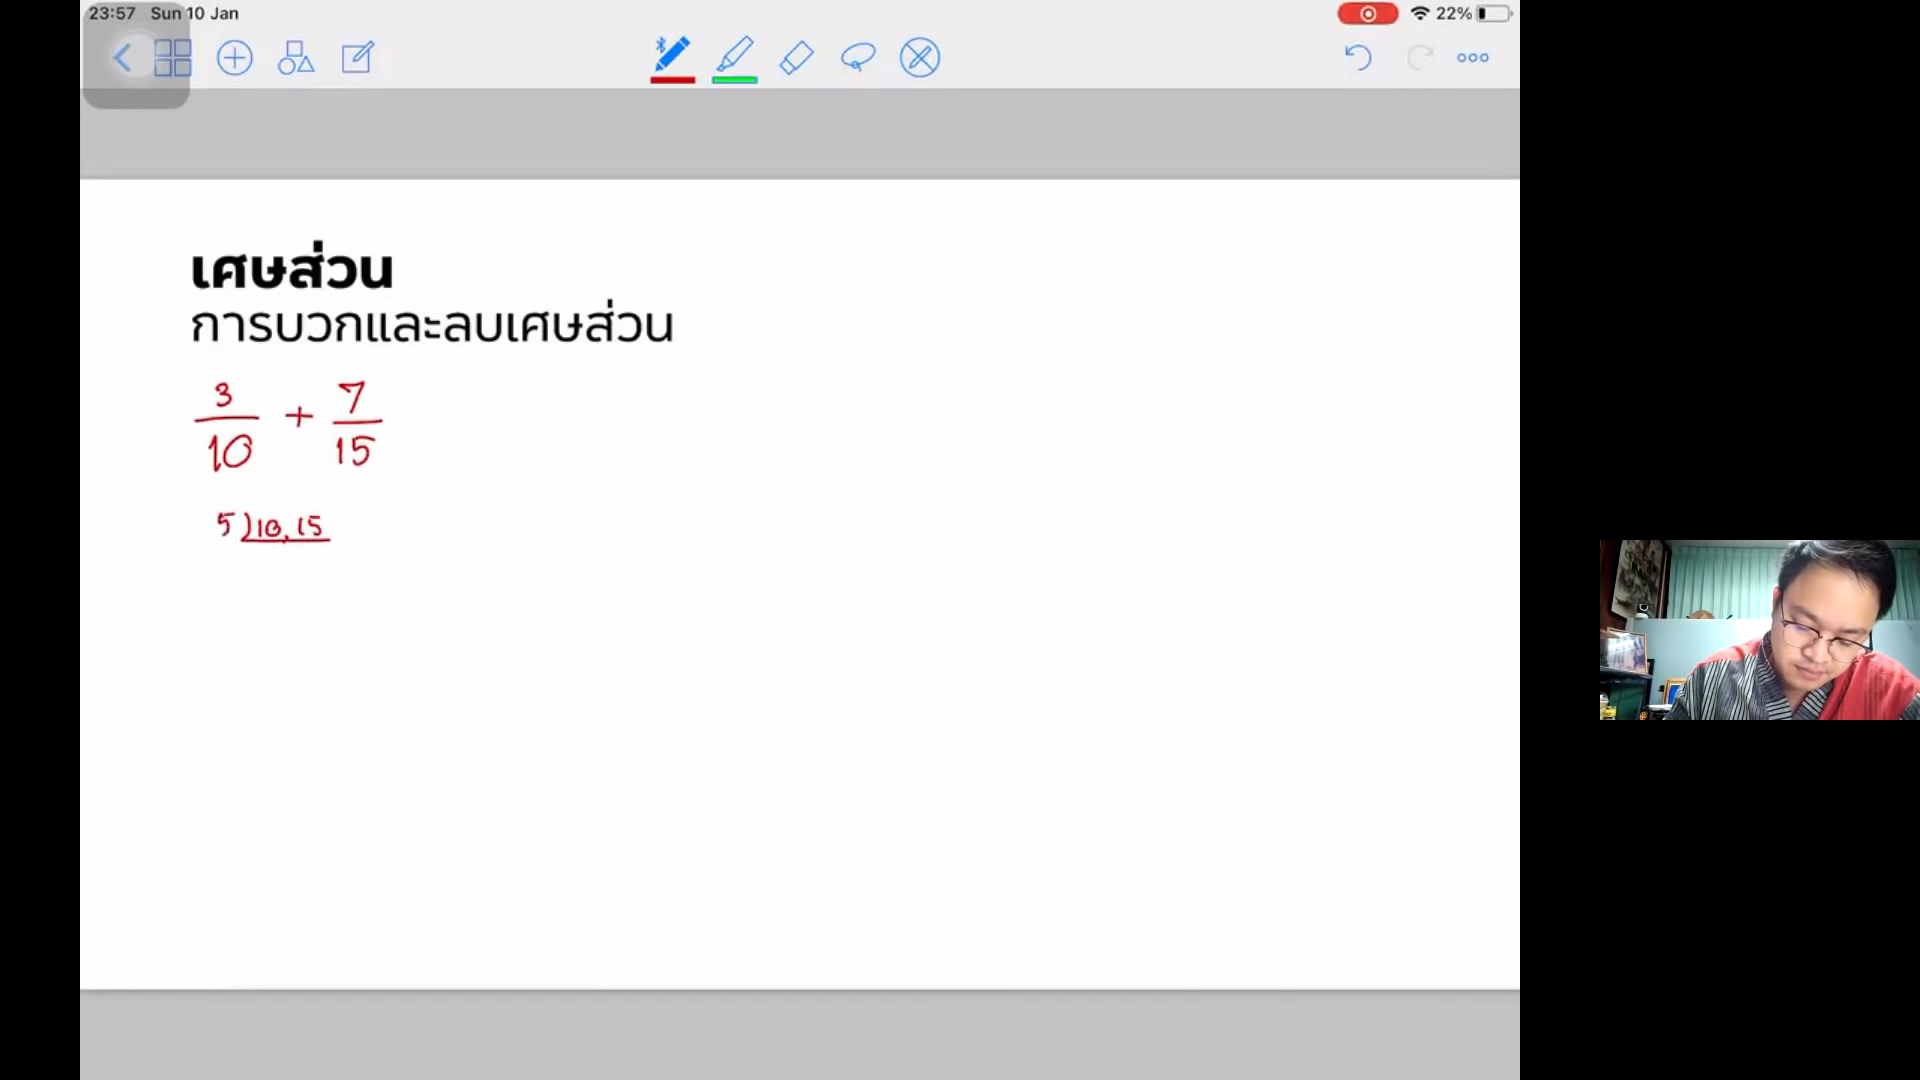 23:57 Sun 10 Jan 22%
เศษส่วน
การบวกและลบเศษส่วน
3/10 + 7/15
5)10, 15